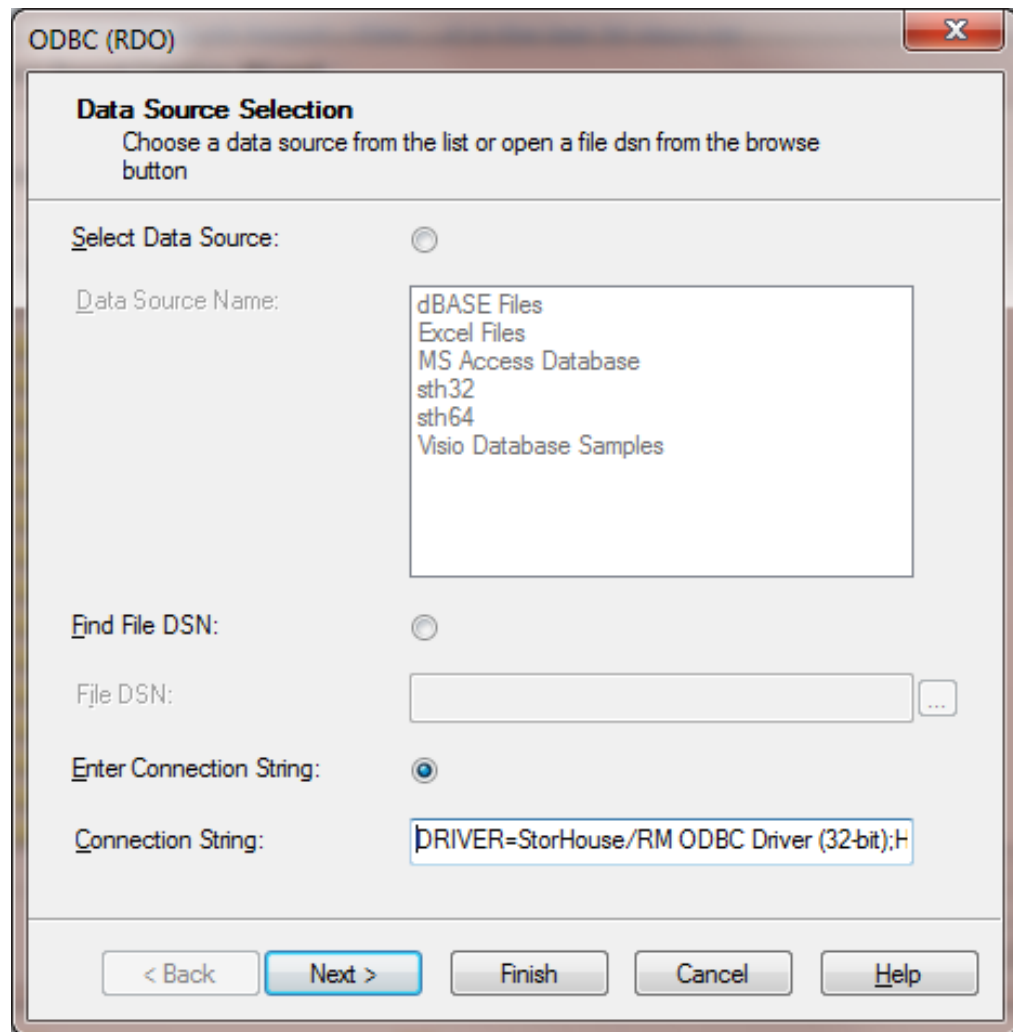 ODBC (RDO)
Data Source Selection
Choose a data source from the list or open a file dsn from the browse
button
Select Data Source:
Data Source Name:
dBASE Files
Excel Files
MS Access Database
sth32
sth64
Visio Database Samples
Find File DSN:
File DSN:
...
Enter Connection String:
Connection String: DRIVER=StorHouse/RM ODBC Driver (32-bit);H
< Back Next > Finish Cancel Help